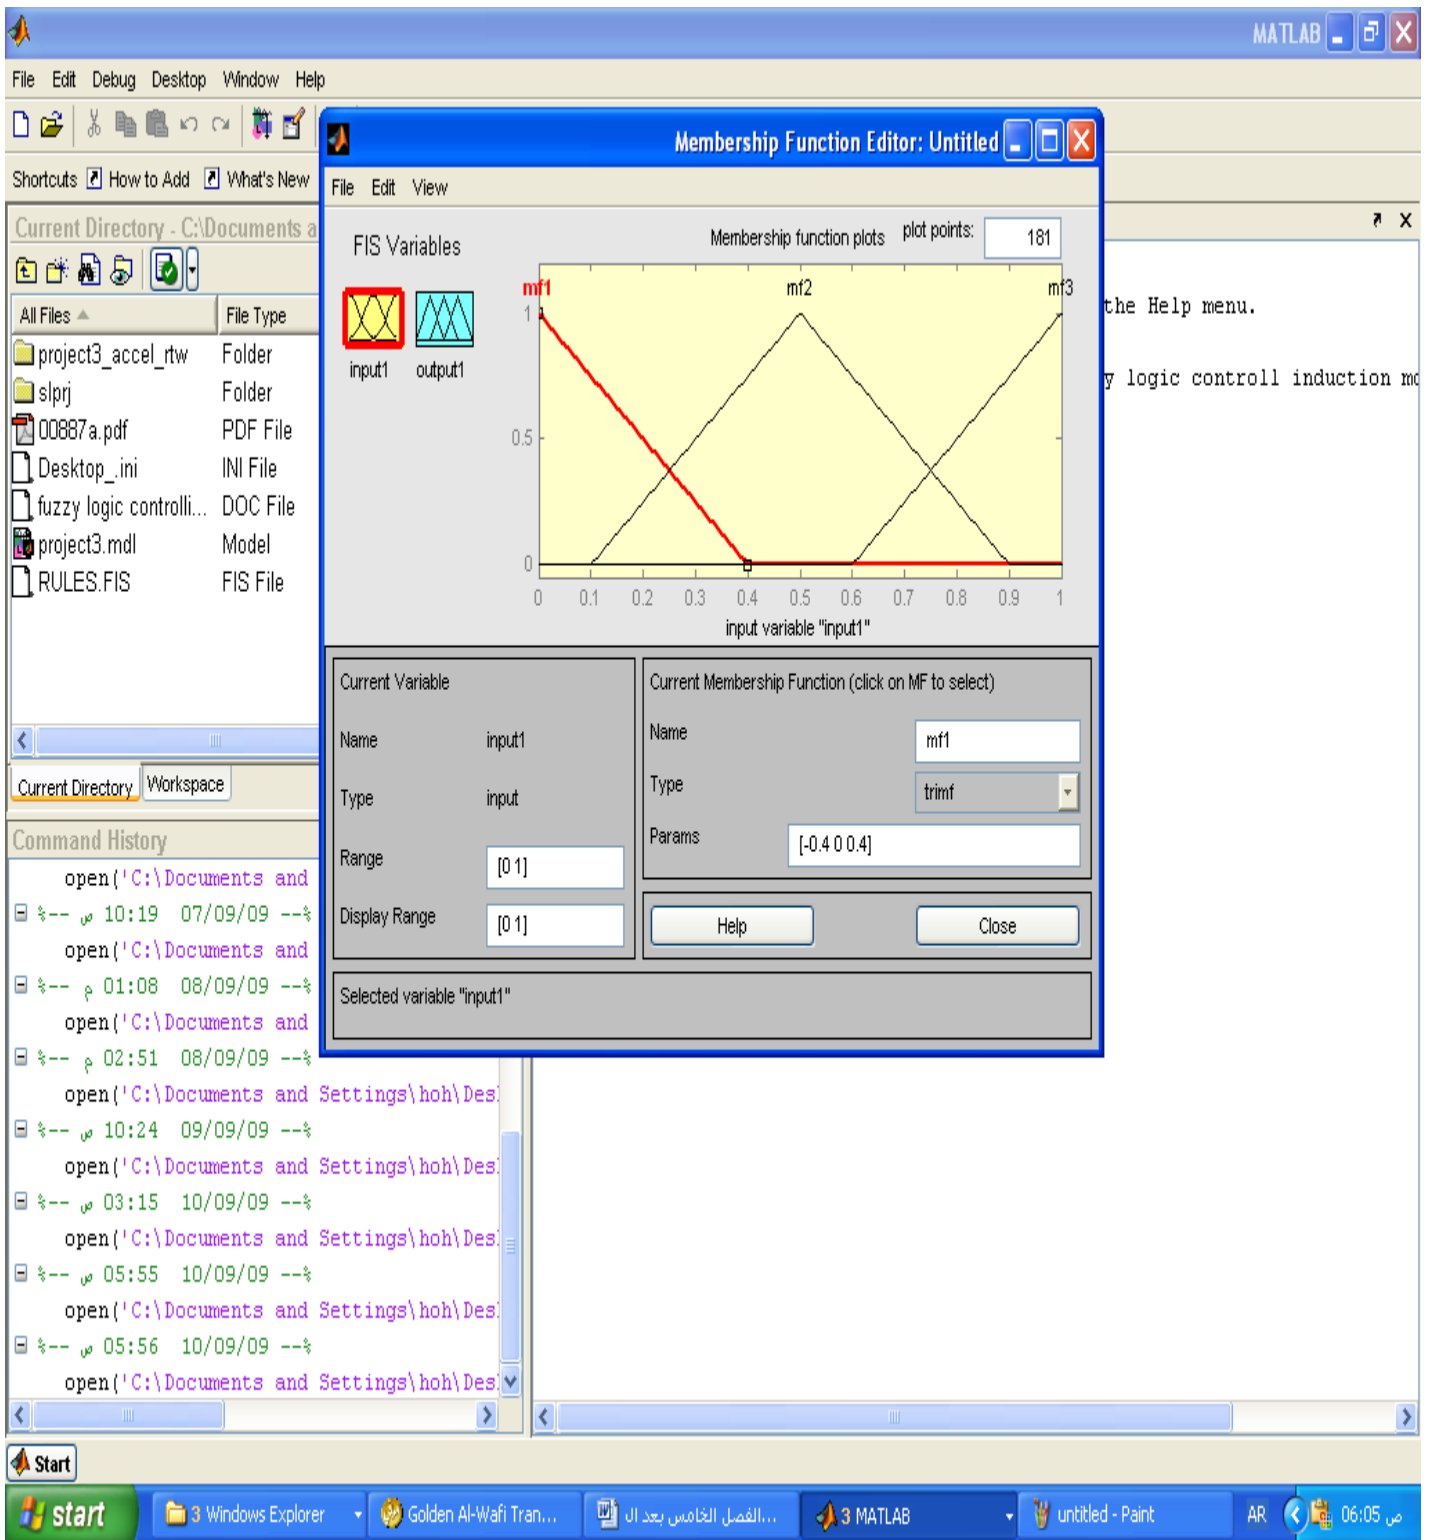 MATLAB
File Edit Debug Desktop Window Help
Shortcuts How to Add What's New
Current Directory - C:\Documents a
All Files File Type
project3_accel_rtw Folder
slprj Folder
00887a.pdf PDF File
Desktop_.ini INI File
fuzzy logic controlli... DOC File
project3.mdl Model
RULES.FIS FIS File
Current Directory Workspace
Command History
open('C:\Documents and
%-- ص 10:19 07/09/09 --%
open('C:\Documents and
%-- م 01:08 08/09/09 --%
open('C:\Documents and
%-- م 02:51 08/09/09 --%
open('C:\Documents and Settings\hoh\Des
%-- ص 10:24 09/09/09 --%
open('C:\Documents and Settings\hoh\Des
%-- ص 03:15 10/09/09 --%
open('C:\Documents and Settings\hoh\Des
%-- ص 05:55 10/09/09 --%
open('C:\Documents and Settings\hoh\Des
%-- ص 05:56 10/09/09 --%
open('C:\Documents and Settings\hoh\Des
Membership Function Editor: Untitled
File Edit View
FIS Variables
input1 output1
Membership function plots plot points: 181
mf1 mf2 mf3
1
0.5
0
0 0.1 0.2 0.3 0.4 0.5 0.6 0.7 0.8 0.9 1
input variable "input1"
Current Variable
Name input1
Type input
Range [0 1]
Display Range [0 1]
Current Membership Function (click on MF to select)
Name mf1
Type trimf
Params [-0.4 0 0.4]
Help Close
Selected variable "input1"
the Help menu.
y logic controll induction mo
Start
start 3 Windows Explorer Golden Al-Wafi Tran... الفصل الخامس بعد ال... 3 MATLAB untitled - Paint AR 06:05 ص